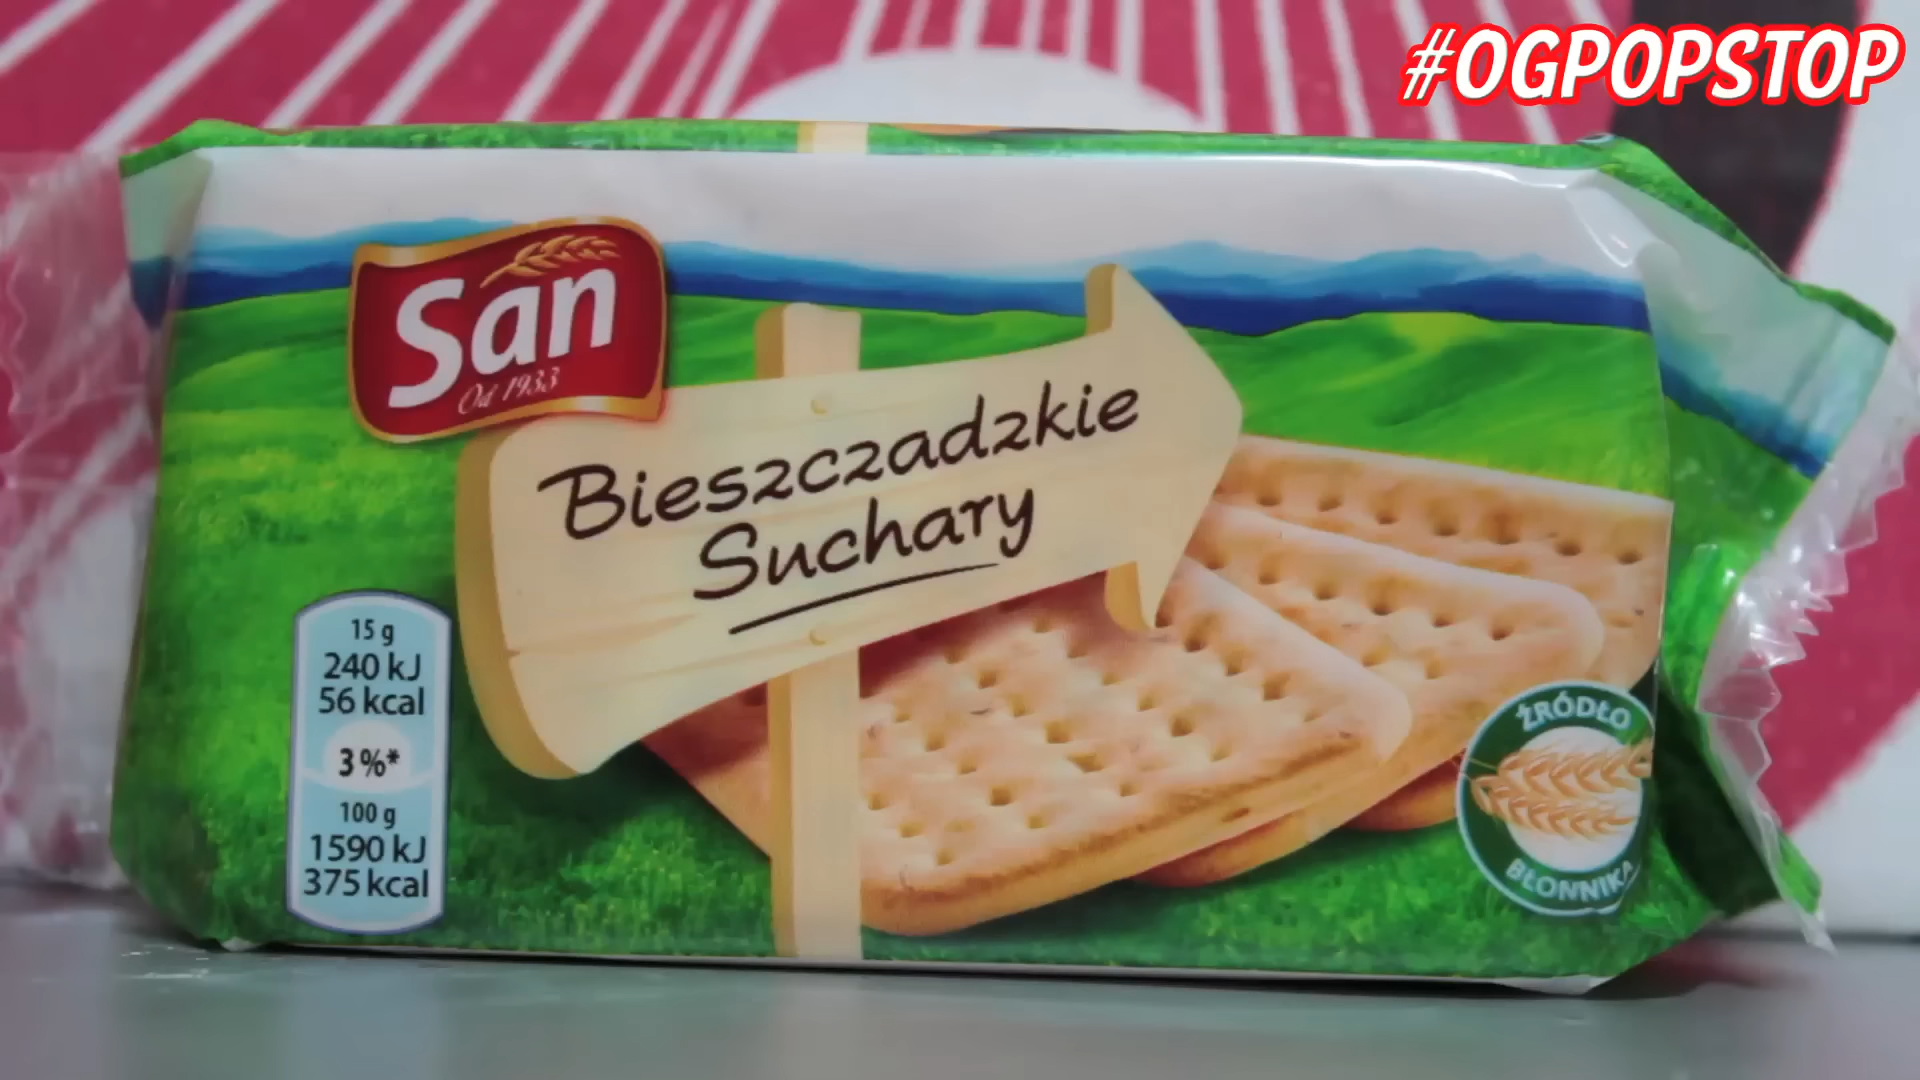 #OGPOPSTOP
San
Od 1933
Bieszczadzkie
Suchary
15 g
240 kJ
56 kcal
3 %*
100 g
1590 kJ
375 kcal
ŹRÓDŁO
BŁONNIKA